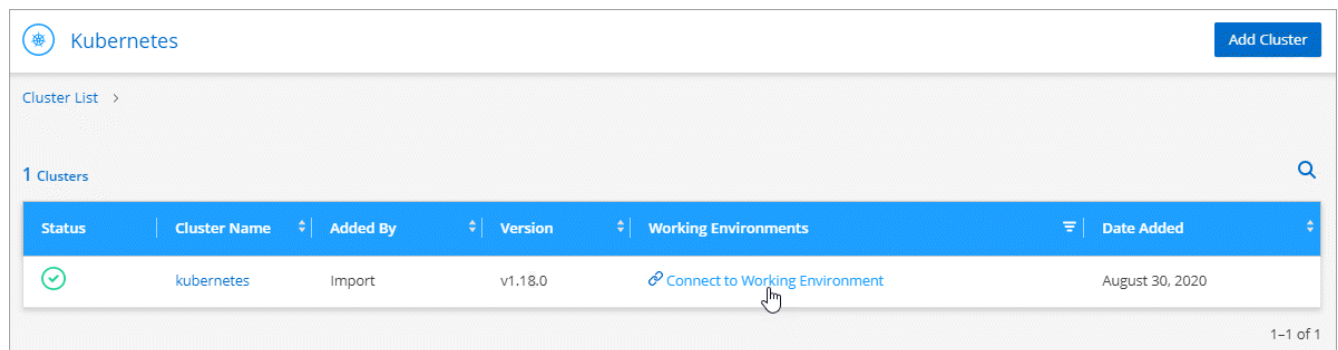 Kubernetes
Add Cluster
Cluster List >
1 Clusters
Status Cluster Name Added By Version Working Environments Date Added
kubernetes Import v1.18.0 Connect to Working Environment August 30, 2020
1–1 of 1